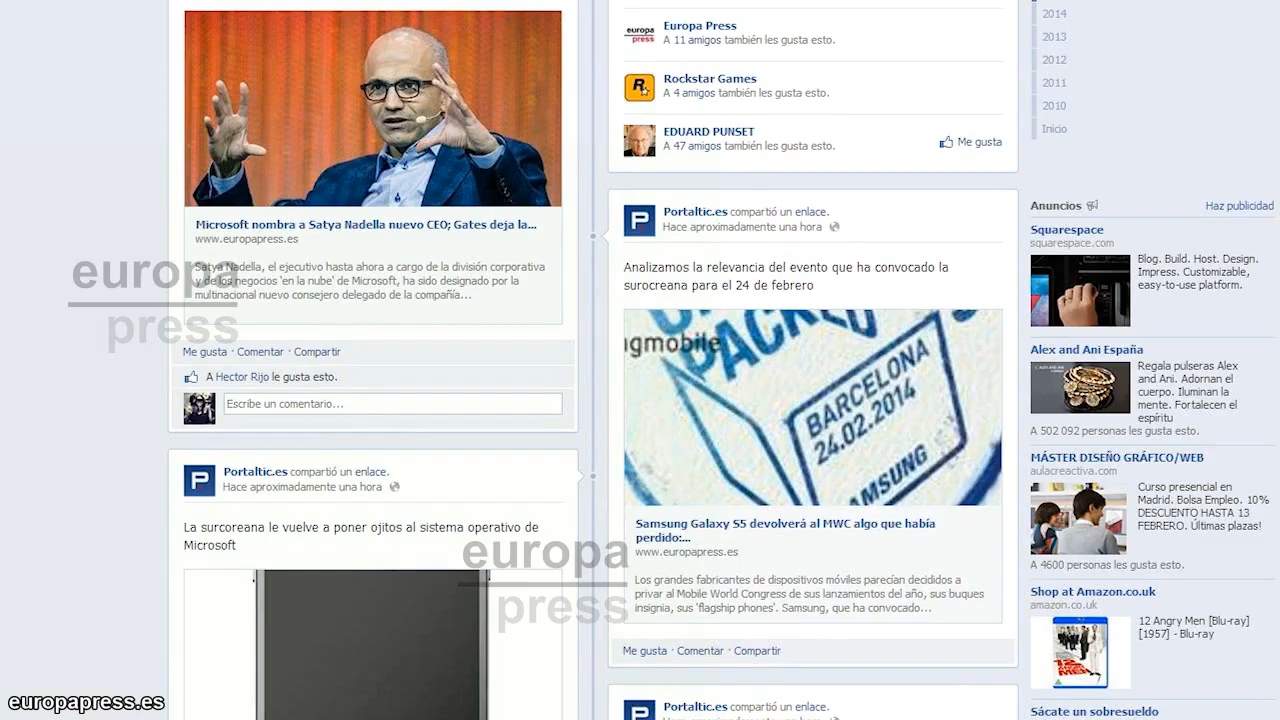 Microsoft nombra a Satya Nadella nuevo CEO; Gates deja la...
www.europapress.es
Satya Nadella, el ejecutivo hasta ahora a cargo de la división corporativa
y de los negocios 'en la nube' de Microsoft, ha sido designado por la
multinacional nuevo consejero delegado de la compañía...
Me gusta · Comentar · Compartir
A Hector Rijo le gusta esto.
Escribe un comentario...
Portaltic.es compartió un enlace.
Hace aproximadamente una hora
La surcoreana le vuelve a poner ojitos al sistema operativo de
Microsoft
europa
press
Europa Press
A 11 amigos también les gusta esto.
Rockstar Games
A 4 amigos también les gusta esto.
EDUARD PUNSET
A 47 amigos también les gusta esto.
Me gusta
Portaltic.es compartió un enlace.
Hace aproximadamente una hora
Analizamos la relevancia del evento que ha convocado la
surocreana para el 24 de febrero
ngmobile
PACKED
BARCELONA
24.02.2014
SAMSUNG
Samsung Galaxy S5 devolverá al MWC algo que había
perdido:...
www.europapress.es
Los grandes fabricantes de dispositivos móviles parecían decididos a
privar al Mobile World Congress de sus lanzamientos del año, sus buques
insignia, sus 'flagship phones'. Samsung, que ha convocado...
Me gusta · Comentar · Compartir
Portaltic.es compartió un enlace.
2014
2013
2012
2011
2010
Inicio
Anuncios
Haz publicidad
Squarespace
squarespace.com
Blog. Build. Host. Design.
Impress. Customizable,
easy-to-use platform.
Alex and Ani España
Regala pulseras Alex
and Ani. Adornan el
cuerpo. Iluminan la
mente. Fortalecen el
espíritu
A 502 092 personas les gusta esto.
MÁSTER DISEÑO GRÁFICO/WEB
aulacreactiva.com
Curso presencial en
Madrid. Bolsa Empleo. 10%
DESCUENTO HASTA 13
FEBRERO. Últimas plazas!
A 4600 personas les gusta esto.
Shop at Amazon.co.uk
amazon.co.uk
12 Angry Men [Blu-ray]
[1957] - Blu-ray
Sácate un sobresueldo
europa
press
europa
press
europapress.es